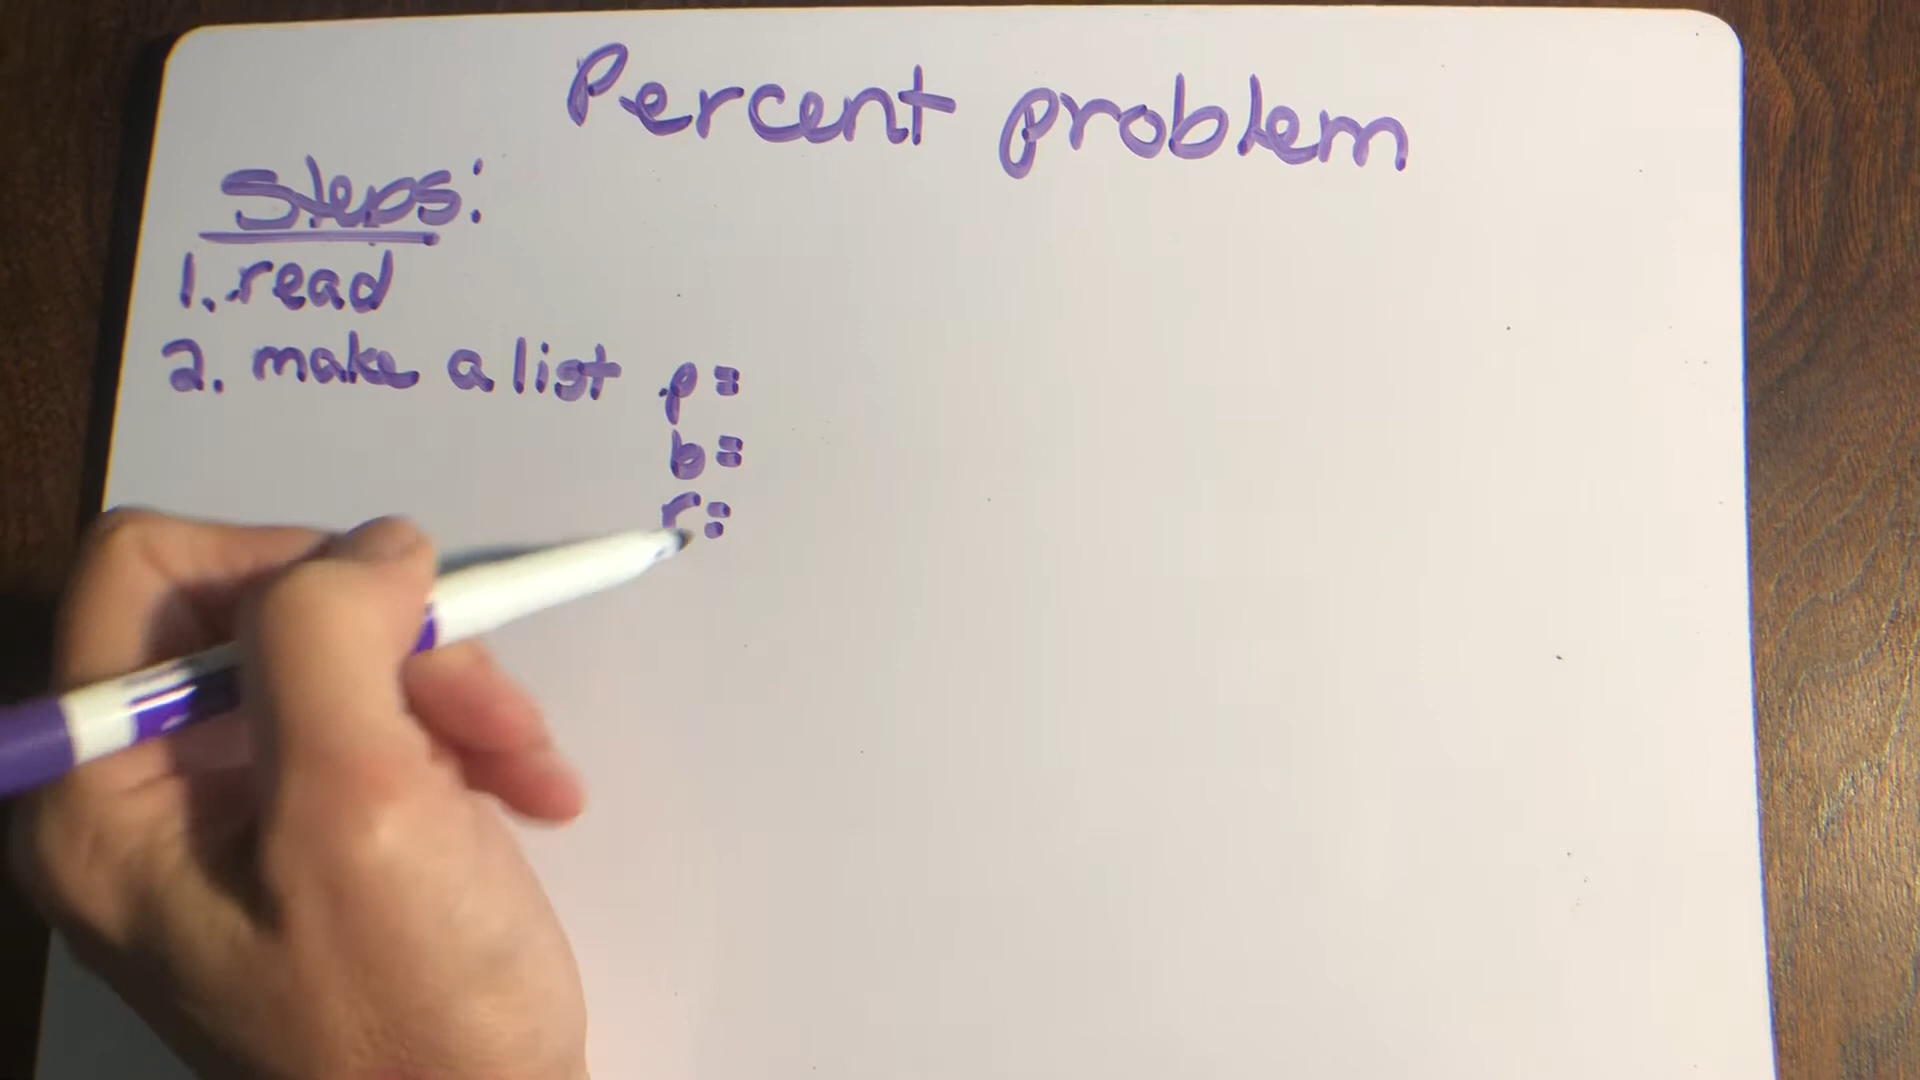 Percent problem
Steps:
1. read
2. make a list p=
b=
r=